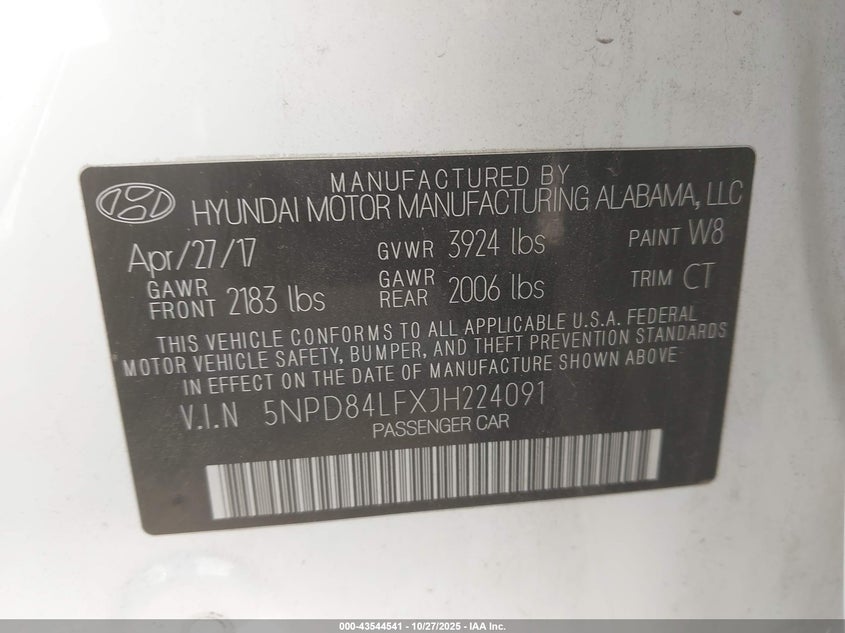 MANUFACTURED BY
HYUNDAI MOTOR MANUFACTURING ALABAMA, LLC
Apr/27/17 GVWR 3924 lbs PAINT W8
GAWR FRONT 2183 lbs GAWR REAR 2006 lbs TRIM CT
THIS VEHICLE CONFORMS TO ALL APPLICABLE U.S.A. FEDERAL
MOTOR VEHICLE SAFETY, BUMPER, AND THEFT PREVENTION STANDARDS
IN EFFECT ON THE DATE OF MANUFACTURE SHOWN ABOVE
V.I.N 5NPD84LFXJH224091
PASSENGER CAR
000-43544541 - 10/27/2025 - IAA Inc.